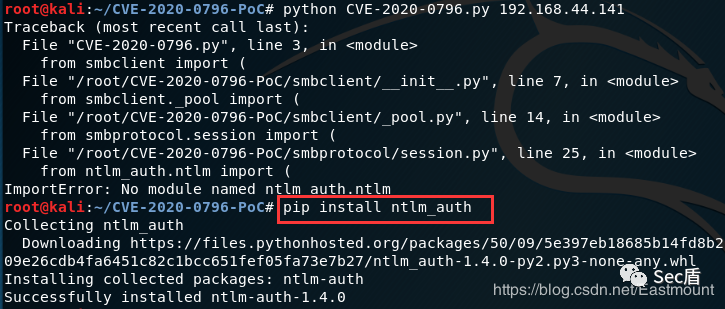 root@kali:~/CVE-2020-0796-PoC# python CVE-2020-0796.py 192.168.44.141
Traceback (most recent call last):
  File "CVE-2020-0796.py", line 3, in <module>
    from smbclient import (
  File "/root/CVE-2020-0796-PoC/smbclient/__init__.py", line 7, in <module>
    from smbclient._pool import (
  File "/root/CVE-2020-0796-PoC/smbclient/_pool.py", line 14, in <module>
    from smbprotocol.session import (
  File "/root/CVE-2020-0796-PoC/smbprotocol/session.py", line 25, in <module>
    from ntlm_auth.ntlm import (
ImportError: No module named ntlm_auth.ntlm
root@kali:~/CVE-2020-0796-PoC# pip install ntlm_auth
Collecting ntlm_auth
  Downloading https://files.pythonhosted.org/packages/50/09/5e397eb18685b14fd8b2
09e26cdb4fa6451c82c1bcc651fef05fa73e7b27/ntlm_auth-1.4.0-py2.py3-none-any.whl
Installing collected packages: ntlm-auth
Successfully installed ntlm-auth-1.4.0
Sec盾
https://blog.csdn.net/Eastmount